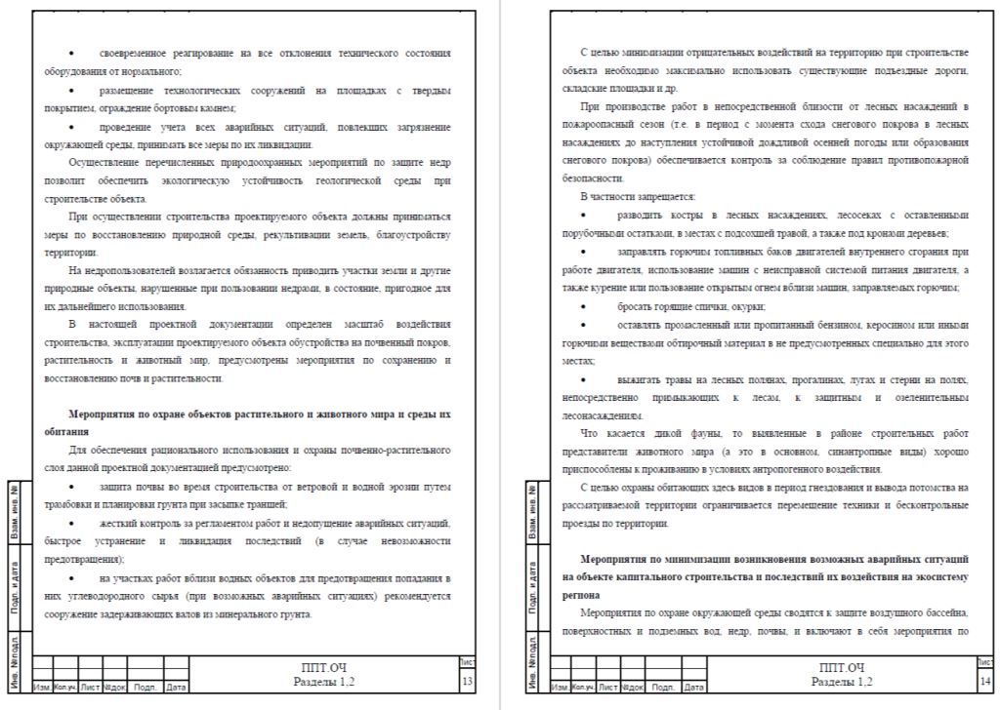 • своевременное реагирование на все отклонения технического состояния
оборудования от нормального;
• размещение технологических сооружений на площадках с твердым
покрытием, ограждение бортовым камнем;
• проведение учета всех аварийных ситуаций, повлекших загрязнение
окружающей среды, принимать все меры по их ликвидации.
Осуществление перечисленных природоохранных мероприятий по защите недр
позволит обеспечить экологическую устойчивость геологической среды при
строительстве объекта.
При осуществлении строительства проектируемого объекта должны приниматься
меры по восстановлению природной среды, рекультивации земель, благоустройству
территории.
На недропользователей возлагается обязанность приводить участки земли и другие
природные объекты, нарушенные при пользовании недрами, в состояние, пригодное для
их дальнейшего использования.
В настоящей проектной документации определен масштаб воздействия
строительства, эксплуатации проектируемого объекта обустройства на почвенный покров,
растительность и животный мир, предусмотрены мероприятия по сохранению и
восстановлению почв и растительности.
Мероприятия по охране объектов растительного и животного мира и среды их
обитания
Для обеспечения рационального использования и охраны почвенно-растительного
слоя данной проектной документацией предусмотрено:
• защита почвы во время строительства от ветровой и водной эрозии путем
трамбовки и планировки грунта при засыпке траншей;
• жесткий контроль за регламентом работ и недопущение аварийных ситуаций,
быстрое устранение и ликвидация последствий (в случае невозможности
предотвращения);
• на участках работ вблизи водных объектов для предотвращения попадания в
них углеводородного сырья (при возможных аварийных ситуациях) рекомендуется
сооружение задерживающих валов из минерального грунта.
Взам. инв. №
Подп. и дата
Инв. №подл.
Изм. Кол.уч. Лист №док Подп. Дата
ППТ.ОЧ
Разделы 1,2
Лист
13
С целью минимизации отрицательных воздействий на территорию при строительстве
объекта необходимо максимально использовать существующие подъездные дороги,
складские площадки и др.
При производстве работ в непосредственной близости от лесных насаждений в
пожароопасный сезон (т.е. в период с момента схода снегового покрова в лесных
насаждениях до наступления устойчивой дождливой осенней погоды или образования
снегового покрова) обеспечивается контроль за соблюдение правил противопожарной
безопасности.
В частности запрещается:
• разводить костры в лесных насаждениях, лесосеках с оставленными
порубочными остатками, в местах с подсохшей травой, а также под кронами деревьев;
• заправлять горючим топливных баков двигателей внутреннего сгорания при
работе двигателя, использование машин с неисправной системой питания двигателя, а
также курение или пользование открытым огнем вблизи машин, заправляемых горючим;
• бросать горящие спички, окурки;
• оставлять промасленный или пропитанный бензином, керосином или иными
горючими веществами обтирочный материал в не предусмотренных специально для этого
местах;
• выжигать травы на лесных полянах, прогалинах, лугах и стерни на полях,
непосредственно примыкающих к лесам, к защитным и озеленительным
лесонасаждениям.
Что касается дикой фауны, то выявленные в районе строительных работ
представители животного мира (а это в основном, синантропные виды) хорошо
приспособлены к проживанию в условиях антропогенного воздействия.
С целью охраны обитающих здесь видов в период гнездования и вывода потомства на
рассматриваемой территории ограничивается перемещение техники и бесконтрольные
проезды по территории.
Мероприятия по минимизации возникновения возможных аварийных ситуаций
на объекте капитального строительства и последствий их воздействия на экосистему
региона
Мероприятия по охране окружающей среды сводятся к защите воздушного бассейна,
поверхностных и подземных вод, недр, почвы, и включают в себя мероприятия по
Взам. инв. №
Подп. и дата
Инв. №подл.
Изм. Кол.уч. Лист №док Подп. Дата
ППТ.ОЧ
Разделы 1,2
Лист
14